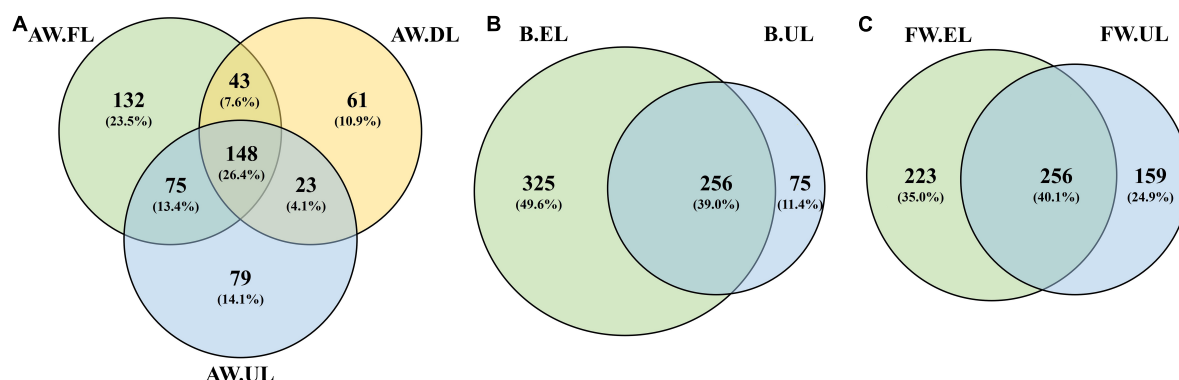 A
AW.FL
AW.DL
43
(7.6%)
132
(23.5%)
61
(10.9%)
148
(26.4%)
75
(13.4%)
23
(4.1%)
79
(14.1%)
AW.UL
B
B.EL
B.UL
325
(49.6%)
256
(39.0%)
75
(11.4%)
C
FW.EL
FW.UL
223
(35.0%)
256
(40.1%)
159
(24.9%)